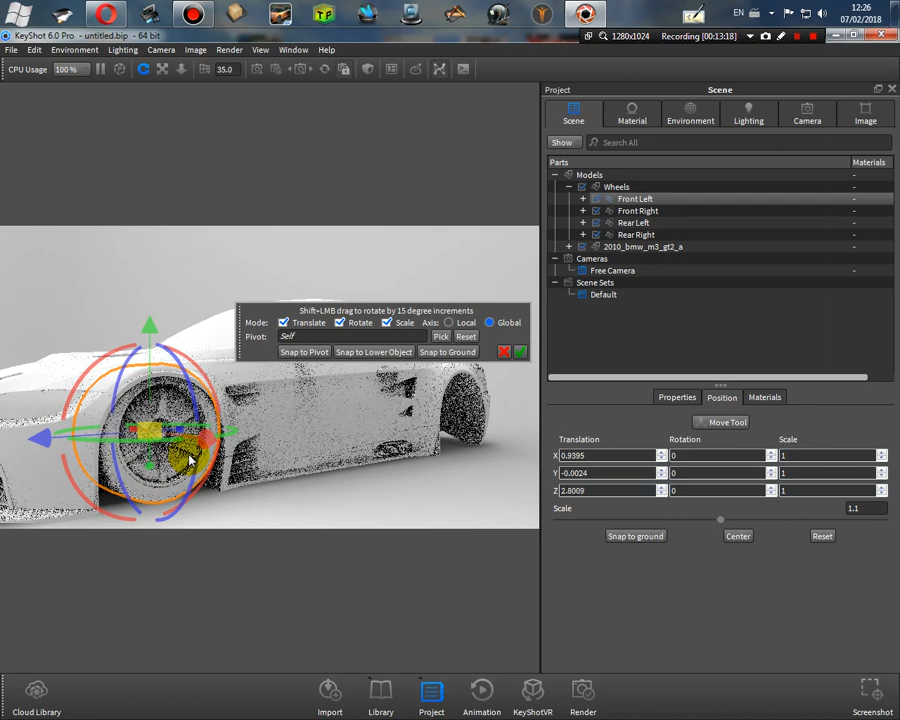 12:26
EN
07/02/2018
KeyShot 6.0 Pro - untitled.bip - 64 bit
1280x1024 Recording [00:13:18]
File Edit Environment Lighting Camera Image Render View Window Help
CPU Usage 100 % 35.0
Project Scene
Scene Material Environment Lighting Camera Image
Show Search All
Parts Materials
Models -
Wheels -
Front Left -
Front Right -
Rear Left -
Rear Right -
2010_bmw_m3_gt2_a -
Cameras -
Free Camera -
Scene Sets -
Default -
Shift+LMB drag to rotate by 15 degree increments
Mode: Translate Rotate Scale Axis: Local Global
Pivot: Self Pick Reset
Snap to Pivot Snap to Lower Object Snap to Ground
Properties Position Materials
Move Tool
Translation Rotation Scale
X 0.9395 0 1
Y -0.0024 0 1
Z 2.8009 0 1
Scale 1.1
Snap to ground Center Reset
Cloud Library Import Library Project Animation KeyShotVR Render Screenshot